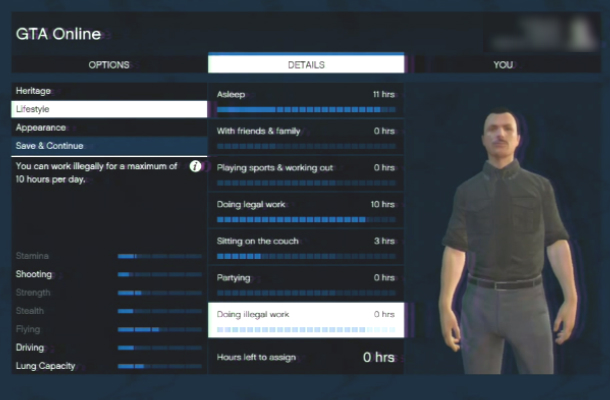 GTA Online
OPTIONS
DETAILS
YOU
Heritage
Lifestyle
Appearance
Save & Continue
You can work illegally for a maximum of
10 hours per day.
Stamina
Shooting
Strength
Stealth
Flying
Driving
Lung Capacity
Asleep 11 hrs
With friends & family 0 hrs
Playing sports & working out 0 hrs
Doing legal work 10 hrs
Sitting on the couch 3 hrs
Partying 0 hrs
Doing illegal work 0 hrs
Hours left to assign 0 hrs